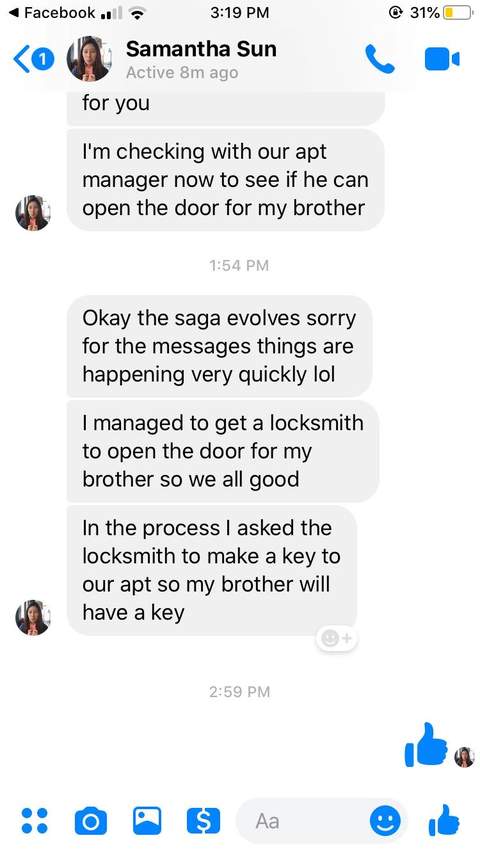 Facebook 3:19 PM 31%
1 Samantha Sun
Active 8m ago
for you
I'm checking with our apt
manager now to see if he can
open the door for my brother
1:54 PM
Okay the saga evolves sorry
for the messages things are
happening very quickly lol
I managed to get a locksmith
to open the door for my
brother so we all good
In the process I asked the
locksmith to make a key to
our apt so my brother will
have a key
2:59 PM
Aa